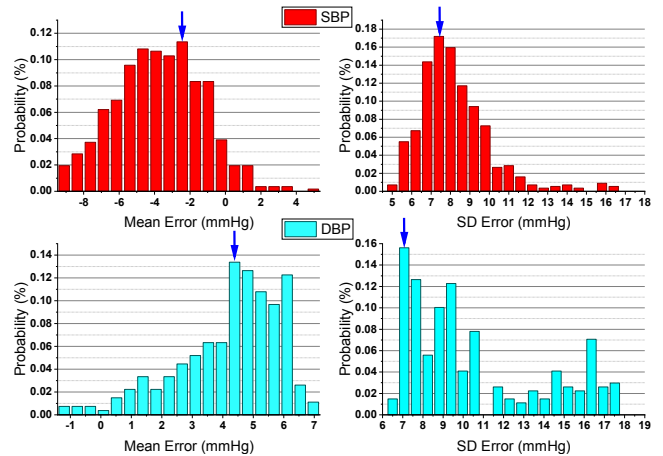 SBP
Probability (%)
0.12
0.10
0.08
0.06
0.04
0.02
0.00
-8 -6 -4 -2 0 2 4
Mean Error (mmHg)
Probability (%)
0.18
0.16
0.14
0.12
0.10
0.08
0.06
0.04
0.02
0.00
5 6 7 8 9 10 11 12 13 14 15 16 17 18
SD Error (mmHg)
DBP
Probability (%)
0.14
0.12
0.10
0.08
0.06
0.04
0.02
0.00
-1 0 1 2 3 4 5 6 7
Mean Error (mmHg)
Probability (%)
0.16
0.14
0.12
0.10
0.08
0.06
0.04
0.02
0.00
6 7 8 9 10 11 12 13 14 15 16 17 18 19
SD Error (mmHg)